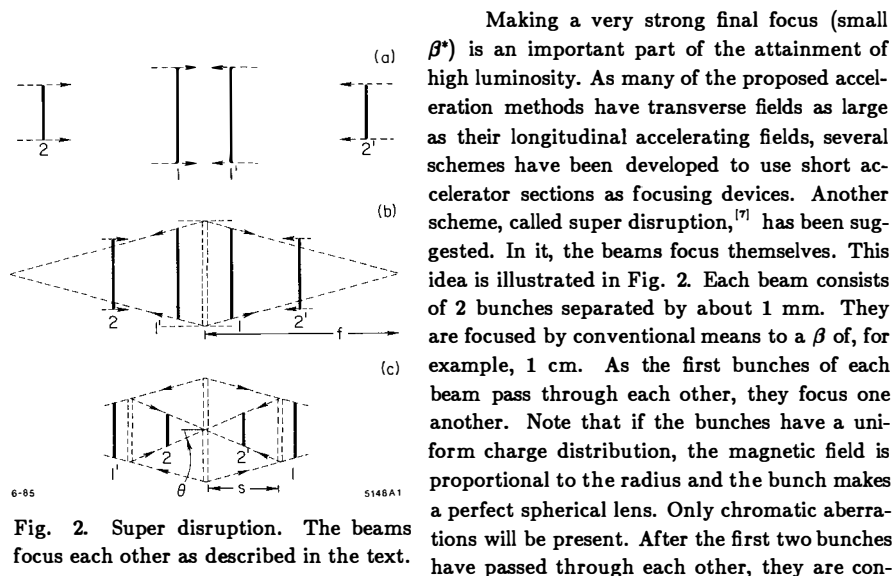 (a)
2
1
1'
2'
(b)
2
1'
1
2'
f
(c)
1'
2
2'
1
θ
s
6-85
5148A1
Fig. 2. Super disruption. The beams
focus each other as described in the text.
Making a very strong final focus (small
β*) is an important part of the attainment of
high luminosity. As many of the proposed accel-
eration methods have transverse fields as large
as their longitudinal accelerating fields, several
schemes have been developed to use short ac-
celerator sections as focusing devices. Another
scheme, called super disruption,[7] has been sug-
gested. In it, the beams focus themselves. This
idea is illustrated in Fig. 2. Each beam consists
of 2 bunches separated by about 1 mm. They
are focused by conventional means to a β of, for
example, 1 cm. As the first bunches of each
beam pass through each other, they focus one
another. Note that if the bunches have a uni-
form charge distribution, the magnetic field is
proportional to the radius and the bunch makes
a perfect spherical lens. Only chromatic aberra-
tions will be present. After the first two bunches
have passed through each other, they are con-